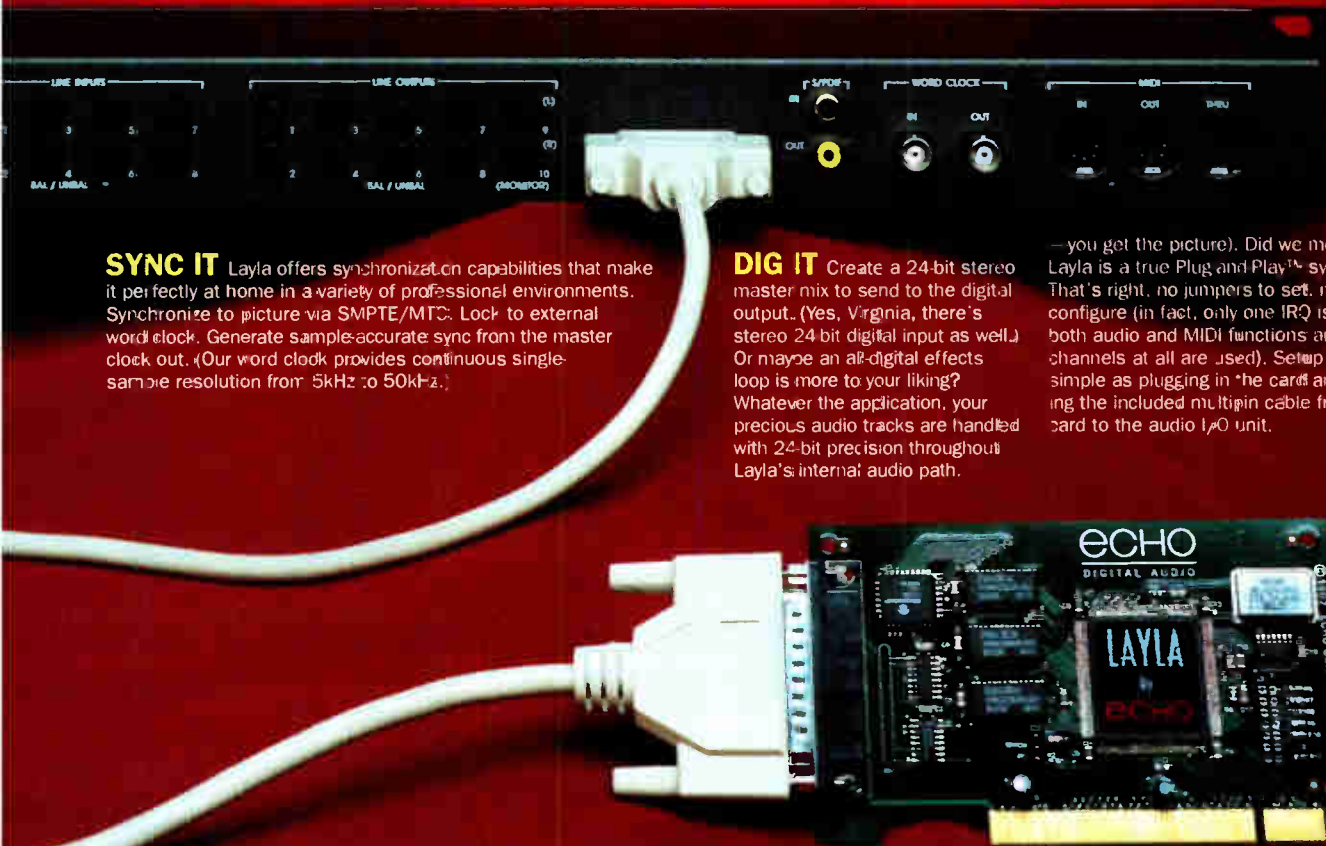 LINE INPUTS
LINE OUTPUTS
S/PDIF
WORD CLOCK
MIDI
(L)
IN
IN
OUT
IN
OUT
THRU
1 3 5 7
1 3 5 7 9
(R)
OUT
2 4 6 8
2 4 6 8 10
BAL / UNBAL
BAL / UNBAL
(MONITOR)
SYNC IT Layla offers synchronization capabilities that make
it perfectly at home in a variety of professional environments.
Synchronize to picture via SMPTE/MTC. Lock to external
word clock. Generate sample-accurate sync from the master
clock out. (Our word clock provides continuous single-
sample resolution from 5kHz to 50kHz.)
DIG IT Create a 24-bit stereo
master mix to send to the digital
output. (Yes, Virginia, there's
stereo 24 bit digital input as well.)
Or maybe an all-digital effects
loop is more to your liking?
Whatever the application, your
precious audio tracks are handled
with 24-bit precision throughout
Layla's internal audio path.
—you get the picture). Did we
Layla is a true Plug and Play™
That's right, no jumpers to set.
configure (in fact, only one IRQ is
both audio and MIDI functions
channels at all are used). Setup
simple as plugging in the card
ing the included multipin cable
card to the audio I/O unit.
ECHO
DIGITAL AUDIO
LAYLA
ECHO